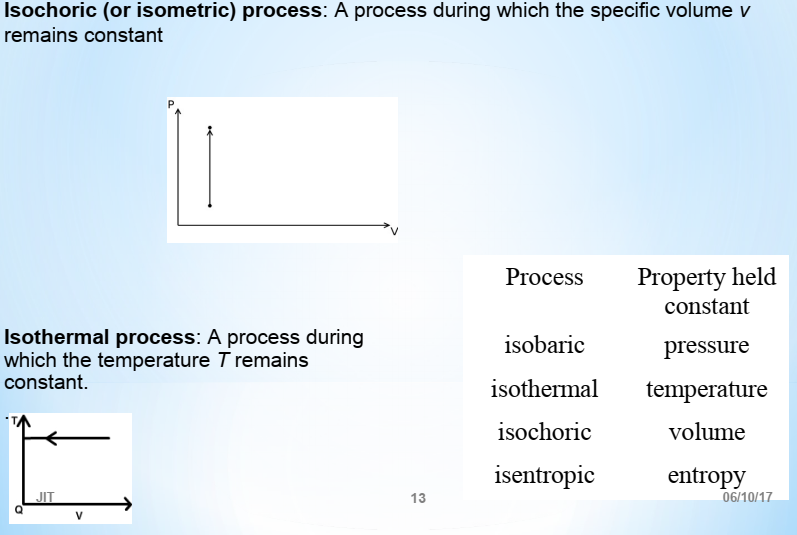 Isochoric (or isometric) process: A process during which the specific volume v
remains constant
P
V
Process Property held
constant
isobaric pressure
isothermal temperature
isochoric volume
isentropic entropy
Isothermal process: A process during
which the temperature T remains
constant.
T
JIT
Q
V
13
06/10/17